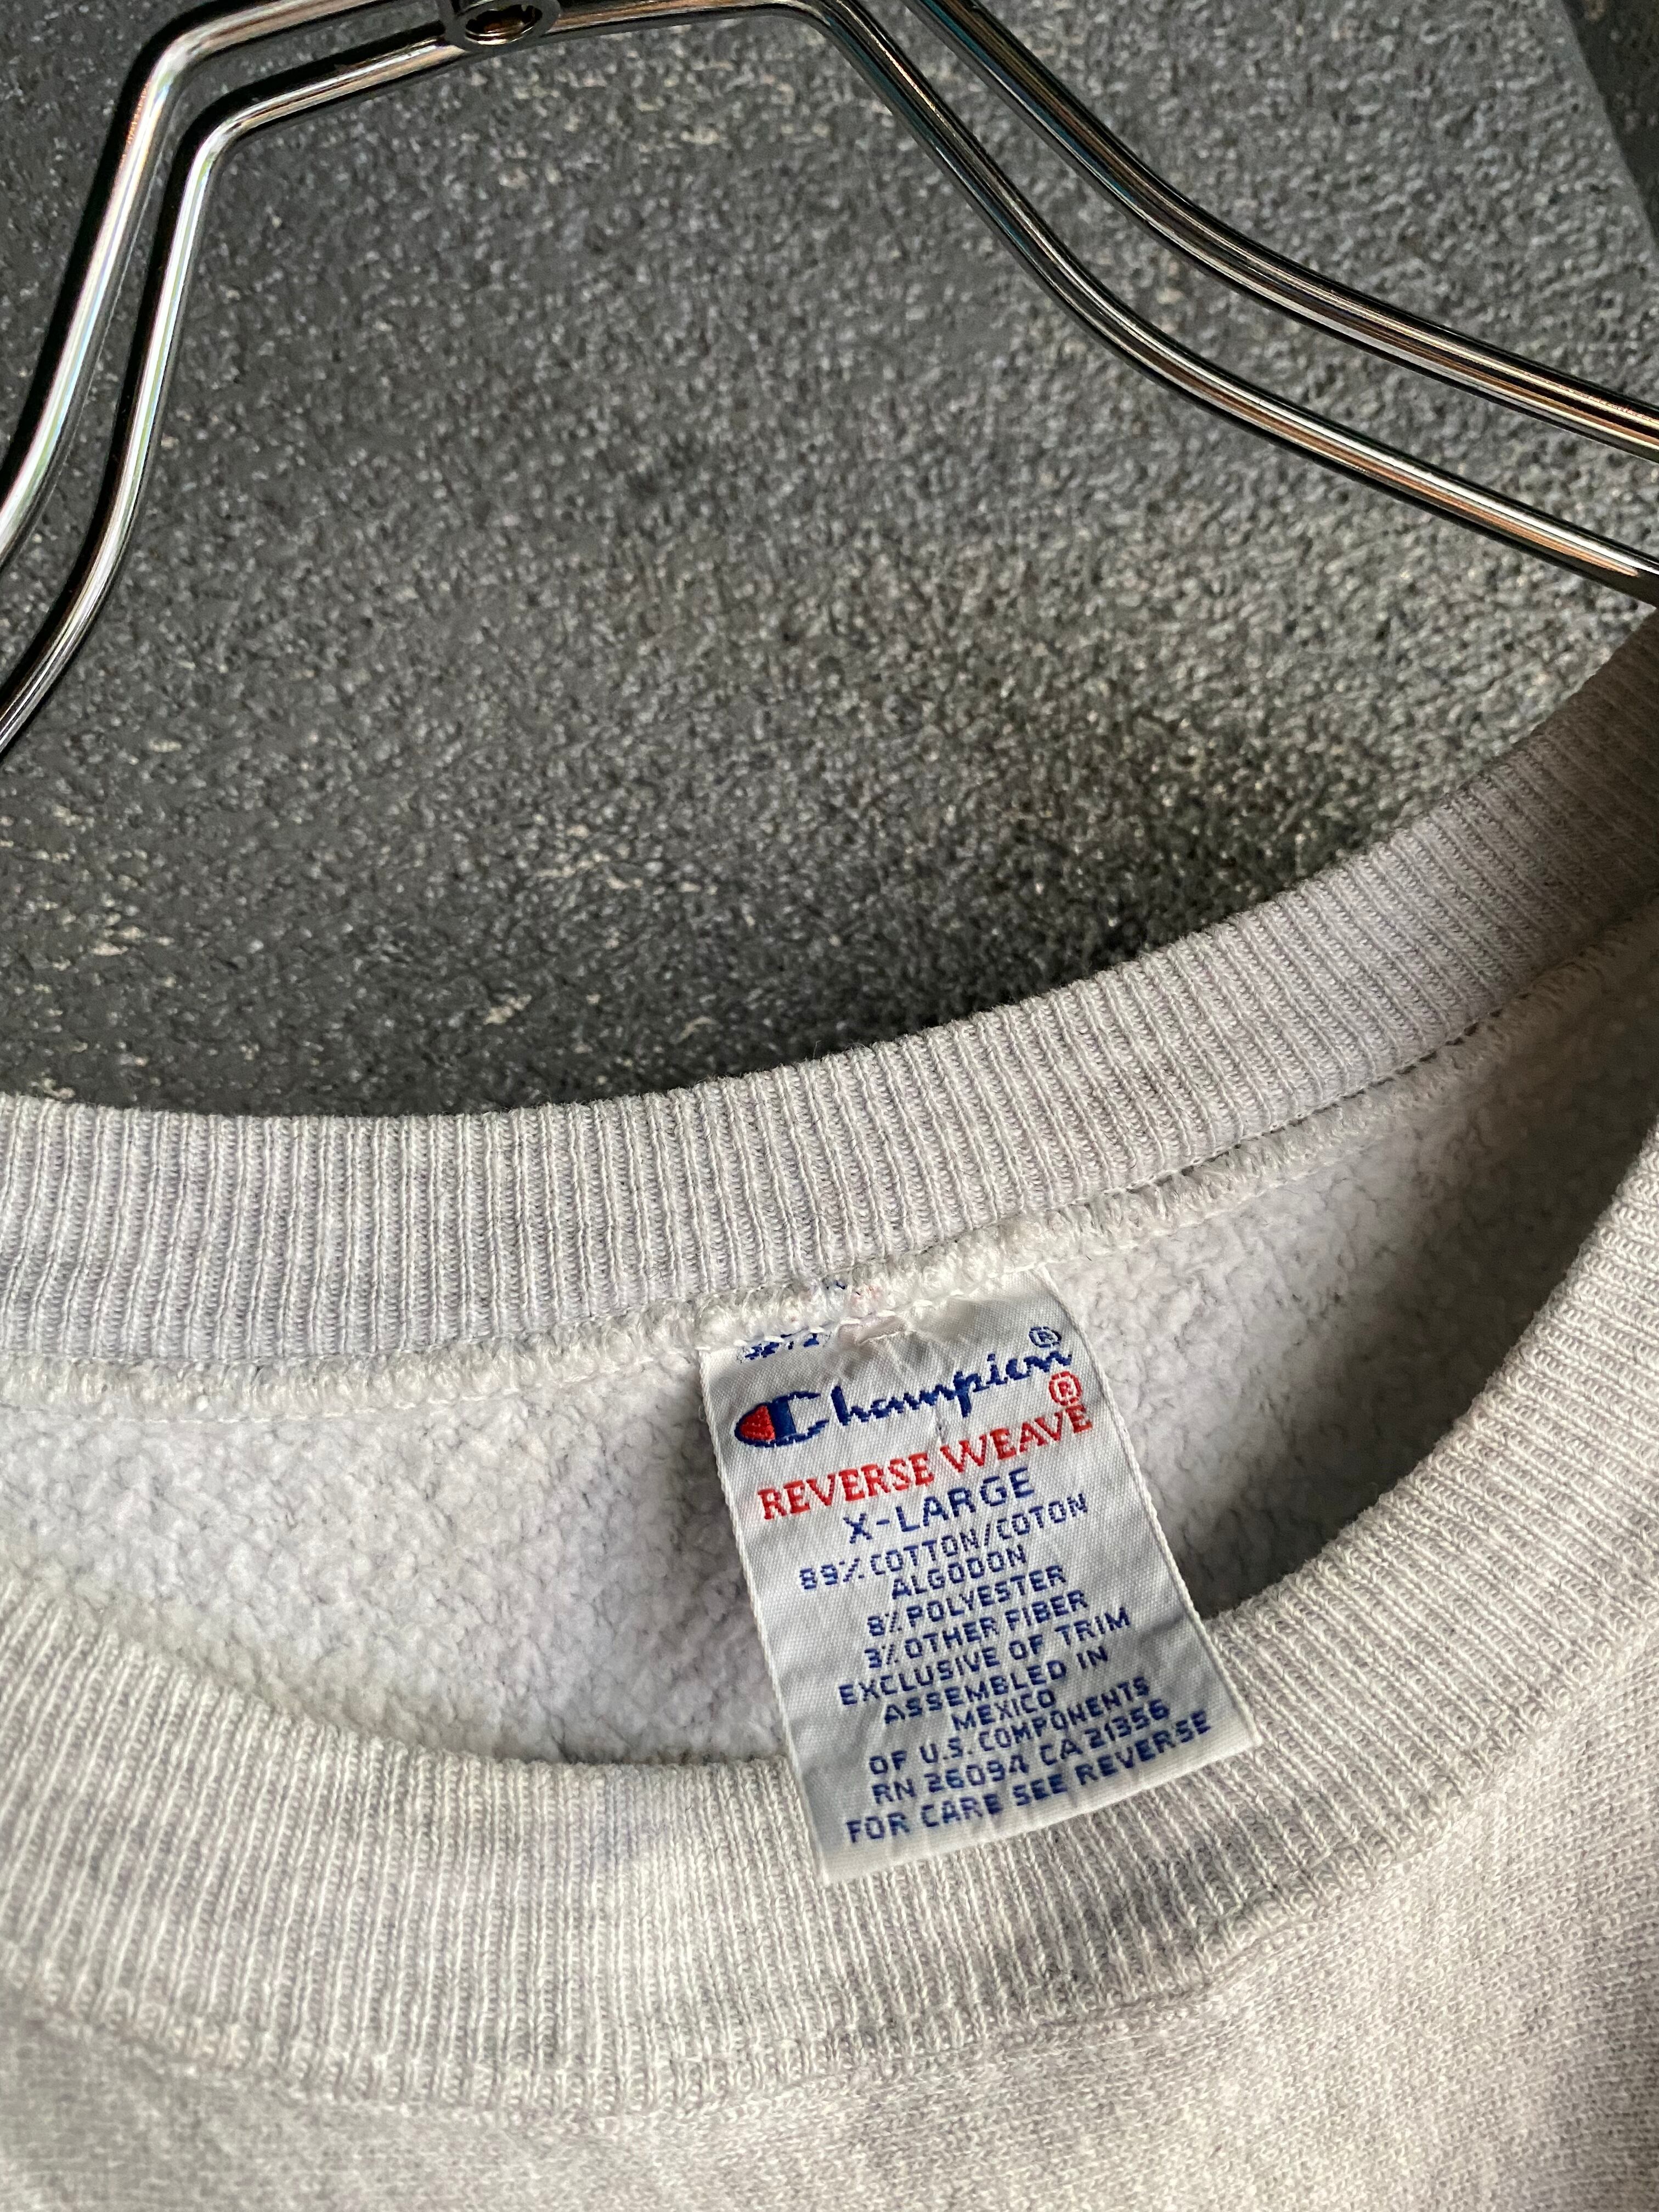 Champion®
REVERSE WEAVE®
X-LARGE
89% COTTON/COTON
ALGODON
8% POLYESTER
3% OTHER FIBER
EXCLUSIVE OF TRIM
ASSEMBLED IN
MEXICO
OF U.S. COMPONENTS
RN 26094 CA 21356
FOR CARE SEE REVERSE